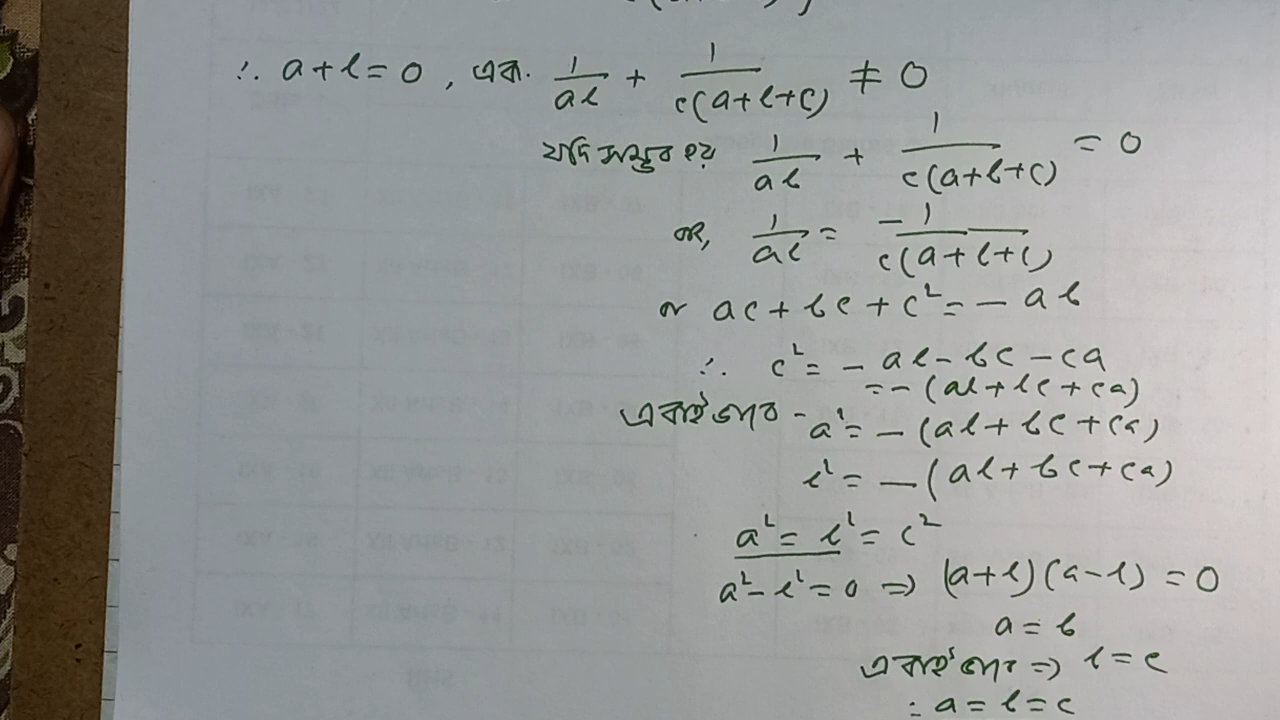 ∴ a+b=0, এবং 1/ab + 1/c(a+b+c) ≠ 0
যদি সম্ভব হয় 1/ab + 1/c(a+b+c) = 0
বা, 1/ab = -1/c(a+b+c)
বা ac+bc+c² = - ab
∴ c² = - ab - bc - ca
= - (ab+bc+ca)
একইভাবে - a² = - (ab+bc+ca)
b² = - (ab+bc+ca)
a² = b² = c²
a² - b² = 0 ⇒ (a+b)(a-b) = 0
a = b
একইভাবে ⇒ b = c
∴ a = b = c